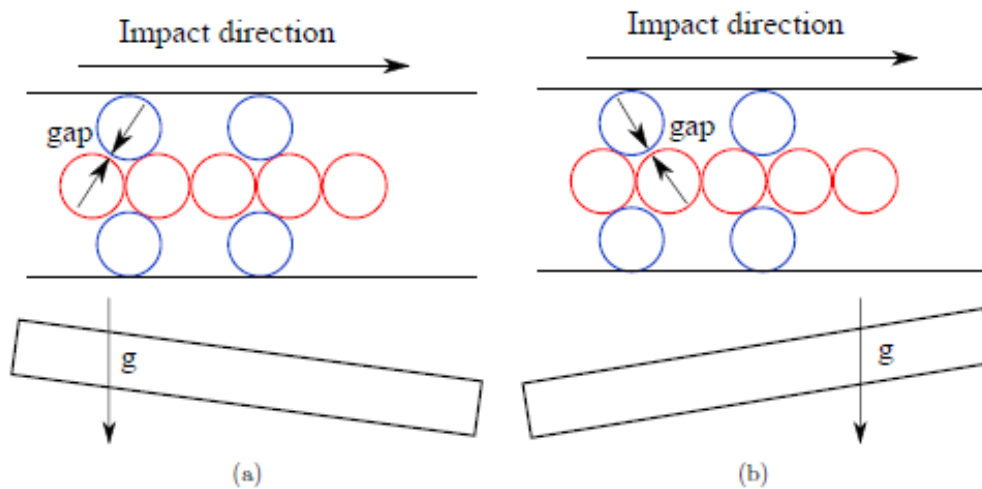 Impact direction
gap
g
(a)
Impact direction
gap
g
(b)